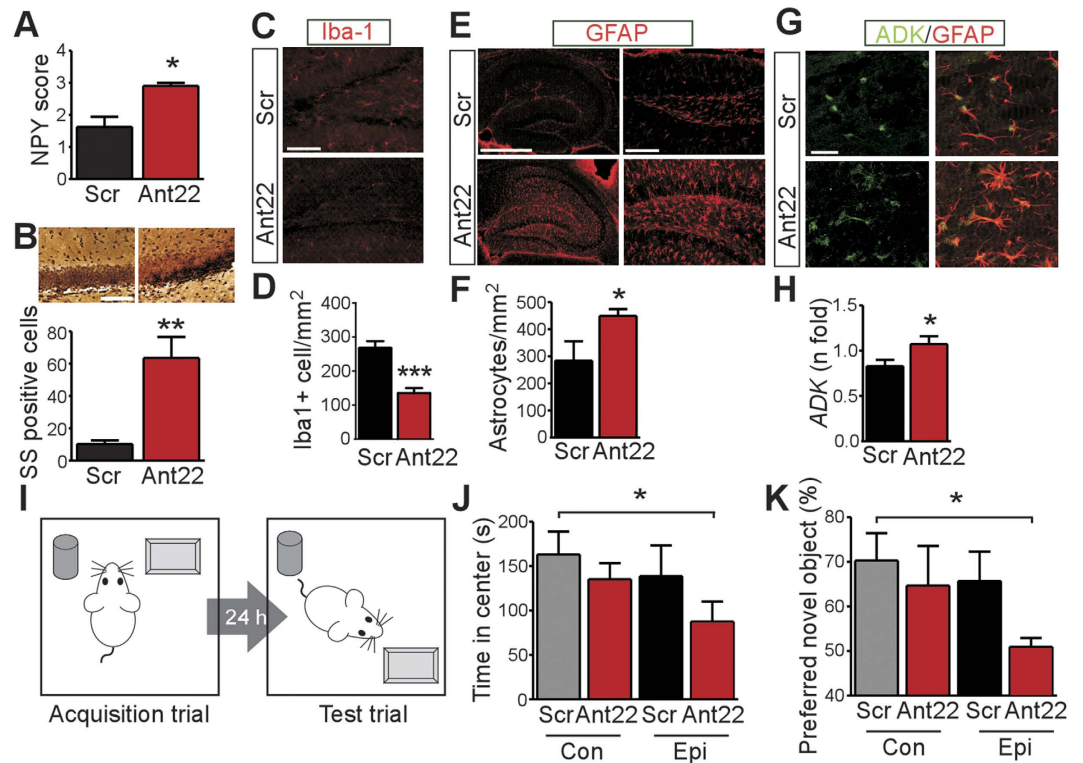 A
NPY score
4
3
2
1
0
*
Scr
Ant22
B
SS positive cells
80
60
40
20
0
**
Scr
Ant22
C
Iba-1
Scr
Ant22
D
Iba1+ cell/mm²
400
300
200
100
0
***
Scr Ant22
E
GFAP
Scr
Ant22
F
Astrocytes/mm²
500
400
300
200
100
0
*
Scr Ant22
G
ADK/GFAP
Scr
Ant22
H
ADK (n fold)
1.5
1.0
0.5
0.0
*
Scr Ant22
I
24 h
Acquisition trial
Test trial
J
Time in center (s)
200
150
100
50
0
*
Scr Ant22 Scr Ant22
Con Epi
K
Preferred novel object (%)
80
70
60
50
40
*
Scr Ant22 Scr Ant22
Con Epi